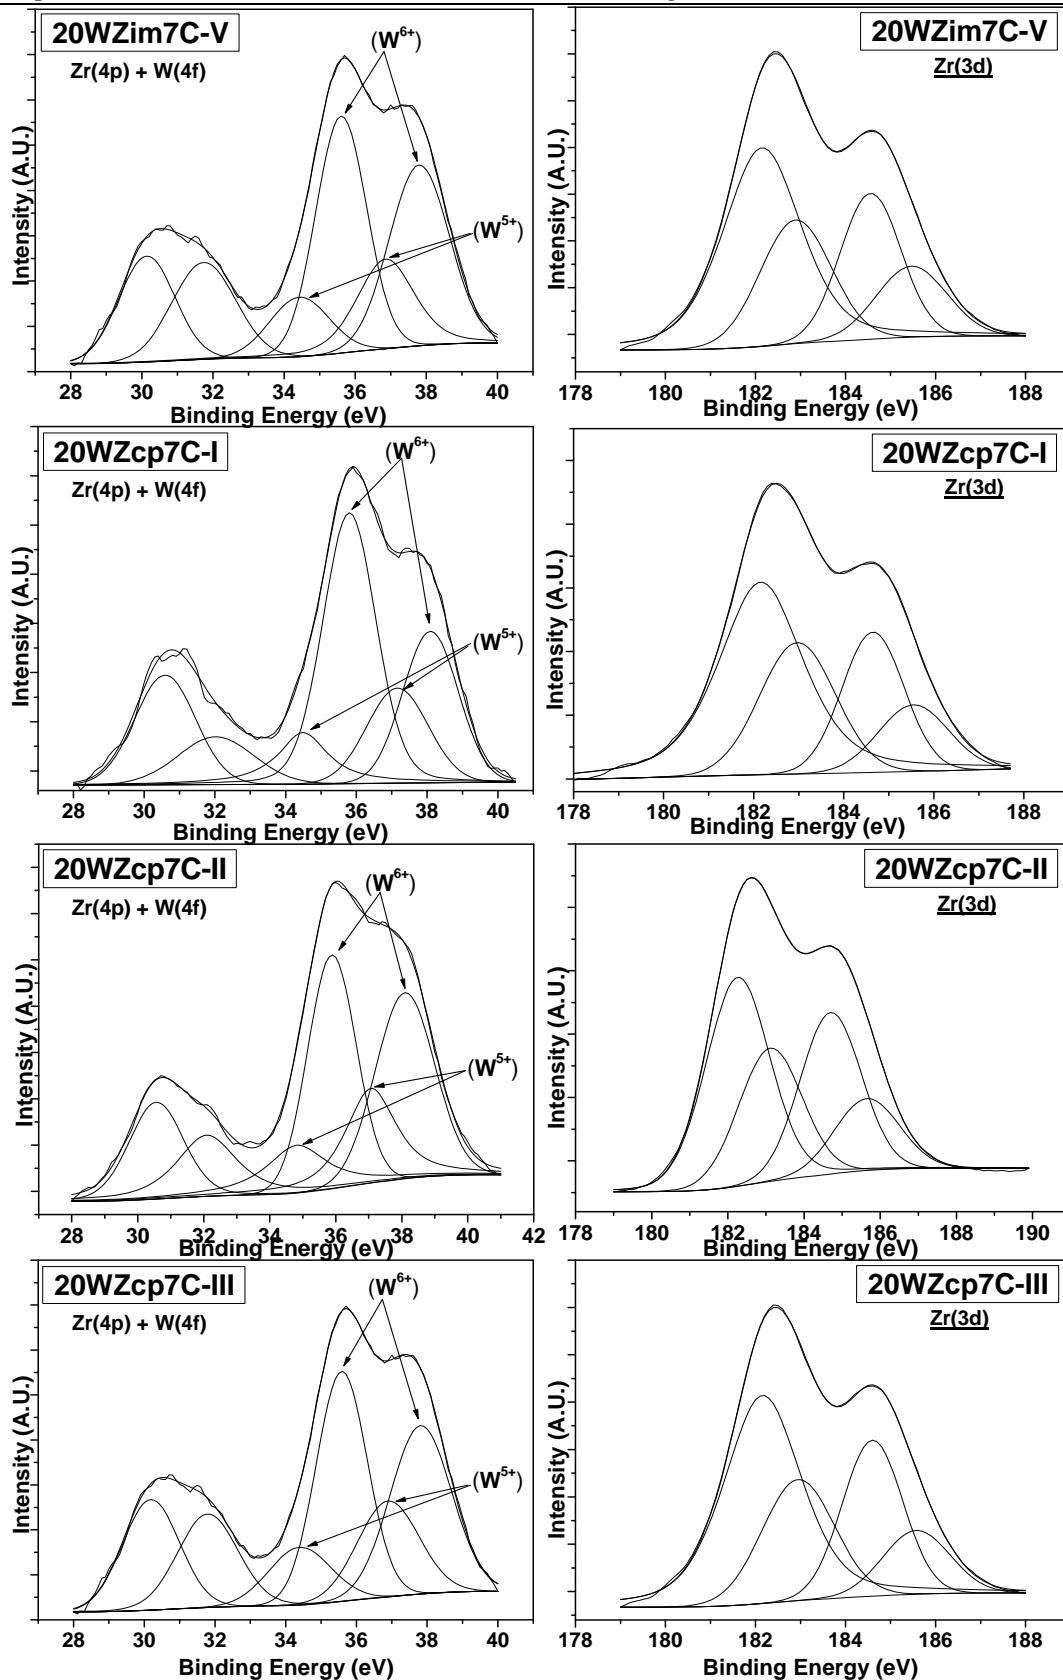 20WZim7C-V
Zr(4p) + W(4f)
(W6+)
(W5+)
Intensity (A.U.)
28 30 32 34 36 38 40
Binding Energy (eV)
20WZim7C-V
Zr(3d)
Intensity (A.U.)
178 180 182 184 186 188
Binding Energy (eV)
20WZcp7C-I
Zr(4p) + W(4f)
(W6+)
(W5+)
Intensity (A.U.)
28 30 32 34 36 38 40
Binding Energy (eV)
20WZcp7C-I
Zr(3d)
Intensity (A.U.)
178 180 182 184 186 188
Binding Energy (eV)
20WZcp7C-II
Zr(4p) + W(4f)
(W6+)
(W5+)
Intensity (A.U.)
28 30 32 34 36 38 40 42
Binding Energy (eV)
20WZcp7C-II
Zr(3d)
Intensity (A.U.)
178 180 182 184 186 188 190
Binding Energy (eV)
20WZcp7C-III
Zr(4p) + W(4f)
(W6+)
(W5+)
Intensity (A.U.)
28 30 32 34 36 38 40
Binding Energy (eV)
20WZcp7C-III
Zr(3d)
Intensity (A.U.)
178 180 182 184 186 188
Binding Energy (eV)